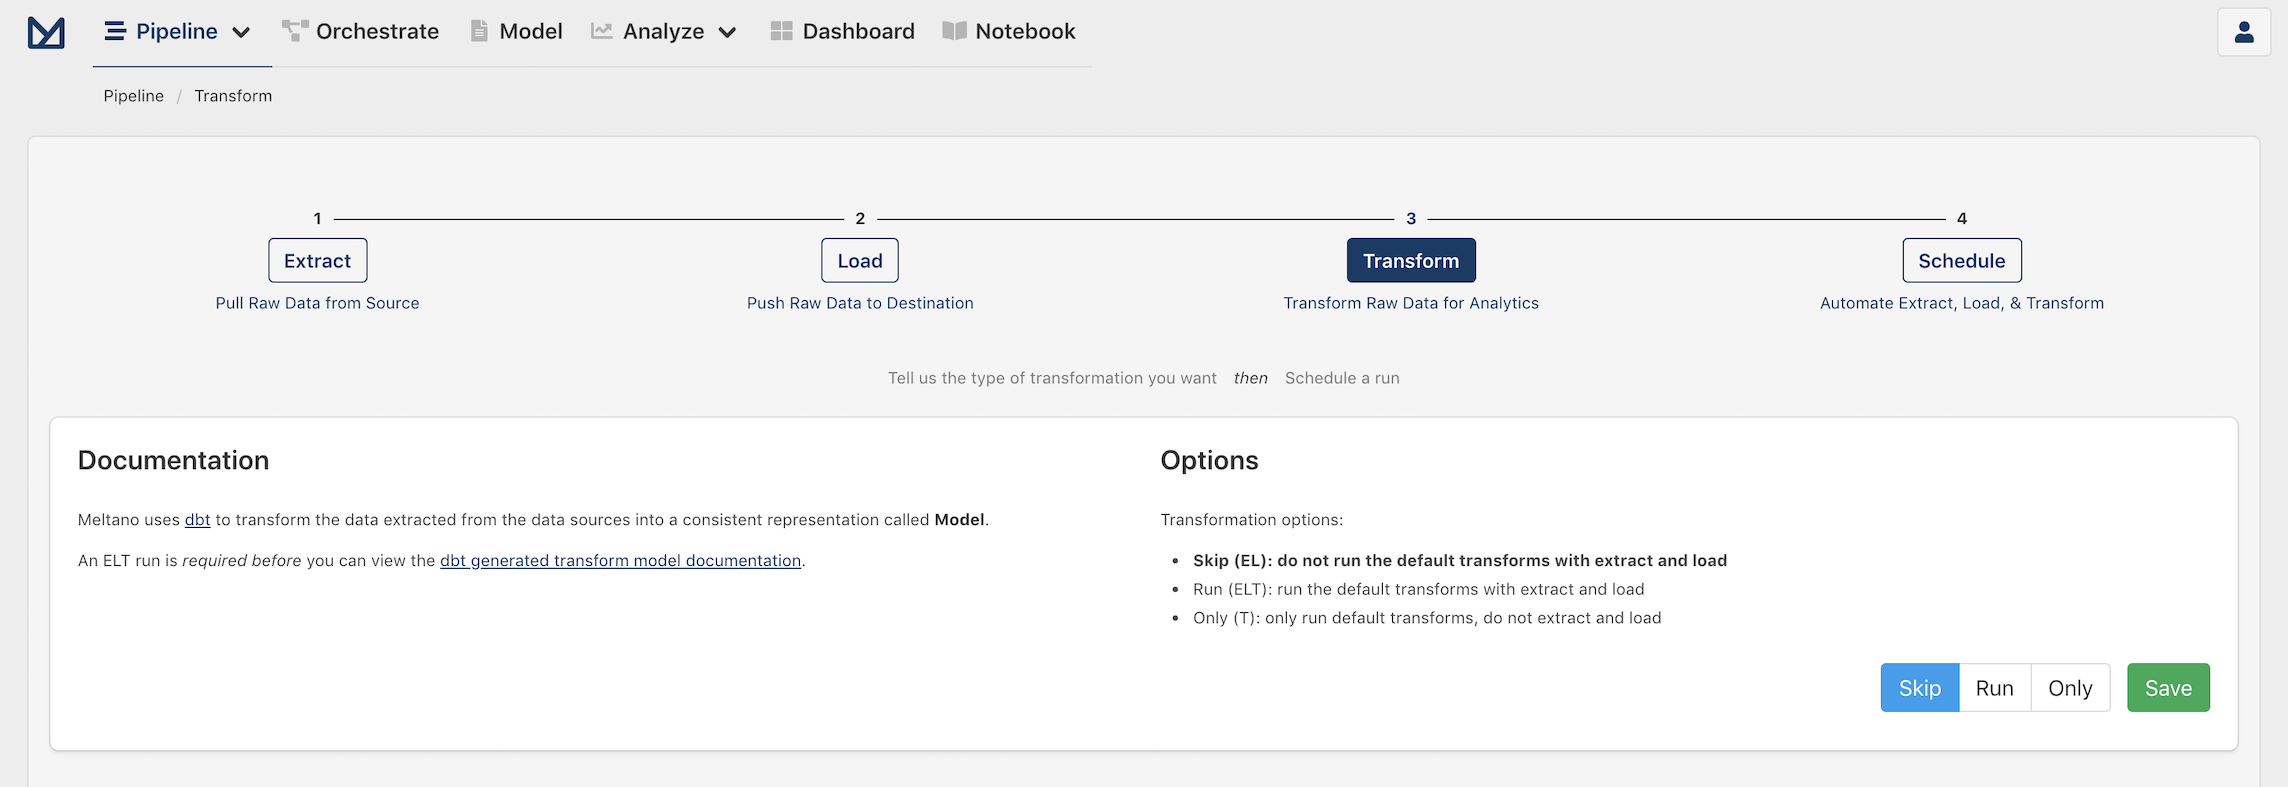 Pipeline Orchestrate Model Analyze Dashboard Notebook
Pipeline / Transform
1 2 3 4
Extract Load Transform Schedule
Pull Raw Data from Source Push Raw Data to Destination Transform Raw Data for Analytics Automate Extract, Load, & Transform
Tell us the type of transformation you want then Schedule a run
Documentation
Meltano uses dbt to transform the data extracted from the data sources into a consistent representation called Model.
An ELT run is required before you can view the dbt generated transform model documentation.
Options
Transformation options:
• Skip (EL): do not run the default transforms with extract and load
• Run (ELT): run the default transforms with extract and load
• Only (T): only run default transforms, do not extract and load
Skip Run Only Save